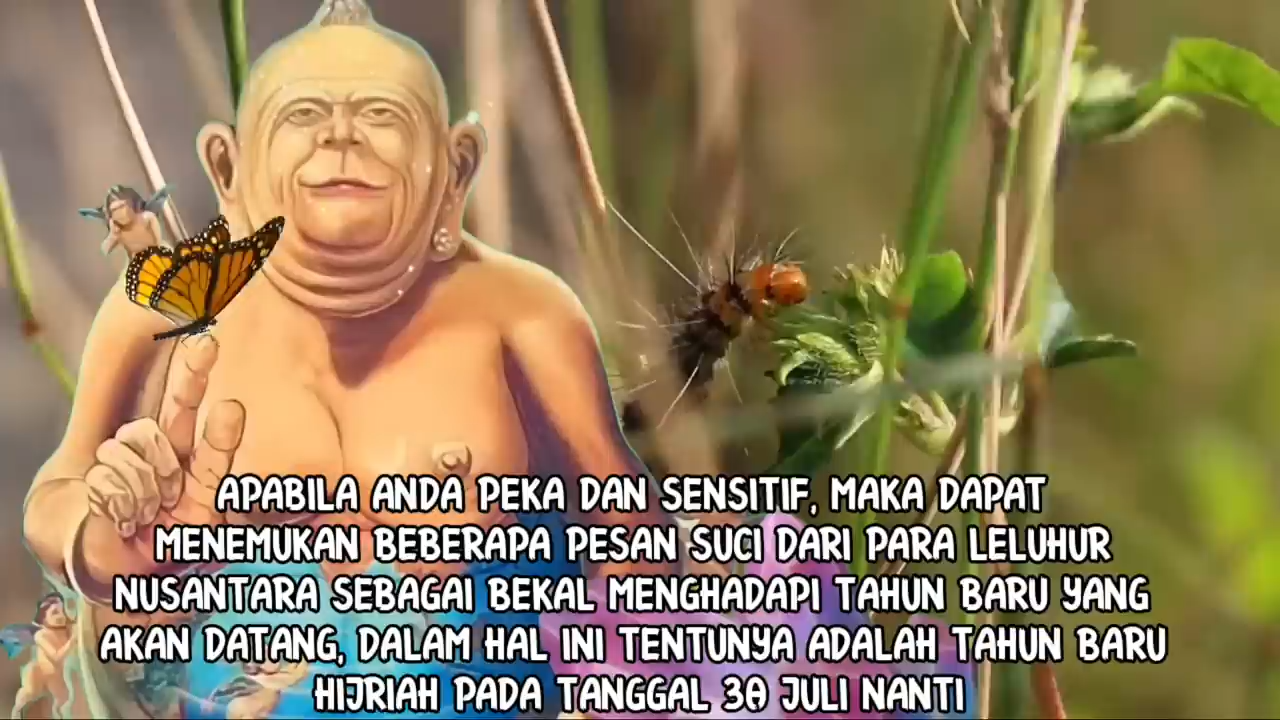 APABILA ANDA PEKA DAN SENSITIF, MAKA DAPAT
MENEMUKAN BEBERAPA PESAN SUCI DARI PARA LELUHUR
NUSANTARA SEBAGAI BEKAL MENGHADAPI TAHUN BARU YANG
AKAN DATANG, DALAM HAL INI TENTUNYA ADALAH TAHUN BARU
HIJRIAH PADA TANGGAL 30 JULI NANTI